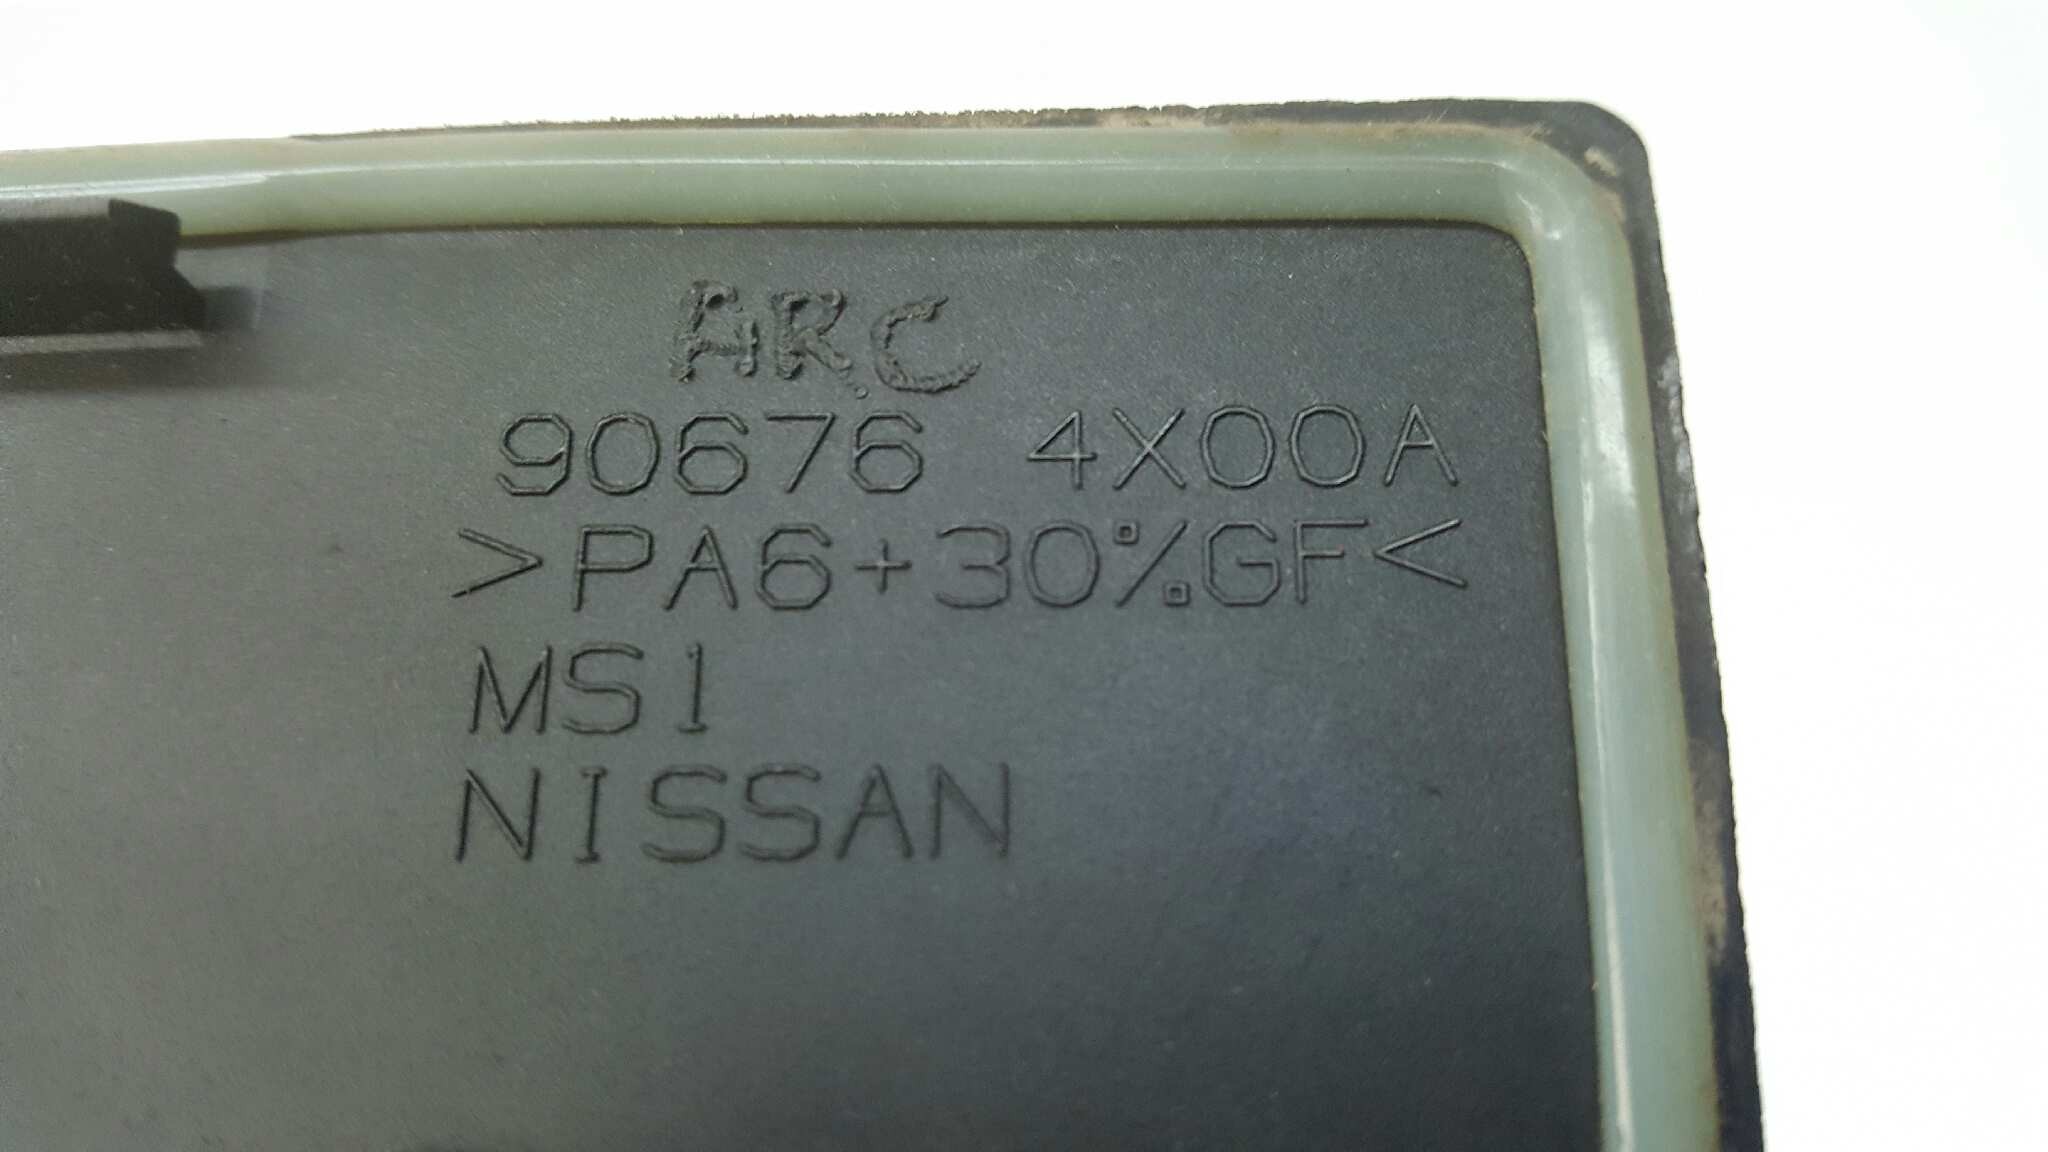 ARC
90676 4X00A
>PA6+30%GF<
MS1
NISSAN